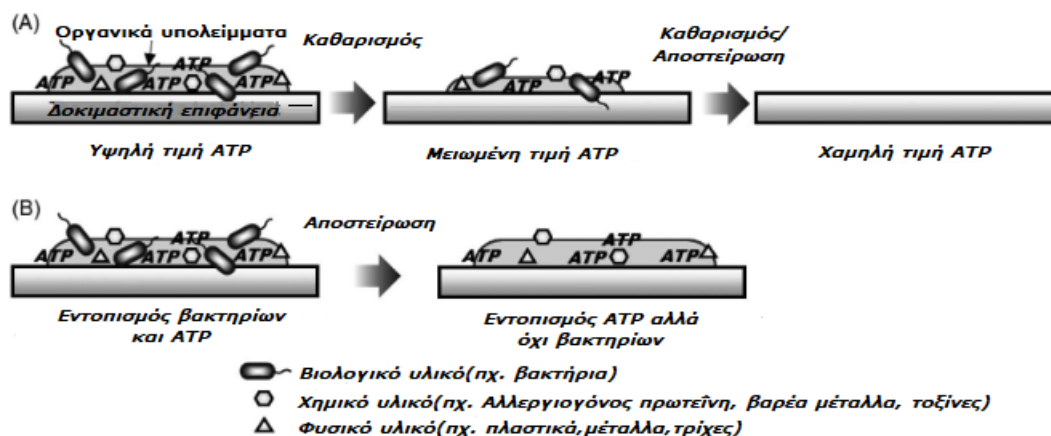 (A)
Οργανικά υπολείμματα
Καθαρισμός
Καθαρισμός/
Αποστείρωση
ATP
ATP
ATP
ATP
ATP
ATP
ATP
Δοκιμαστική επιφάνεια
Υψηλή τιμή ATP
Μειωμένη τιμή ATP
Χαμηλή τιμή ATP
(B)
Αποστείρωση
ATP
ATP
ATP
ATP
ATP
ATP
ATP
ATP
Εντοπισμός βακτηρίων
και ATP
Εντοπισμός ATP αλλά
όχι βακτηρίων
Βιολογικό υλικό(πχ. βακτήρια)
Χημικό υλικό(πχ. Αλλεργιογόνος πρωτεΐνη, βαρέα μέταλλα, τοξίνες)
Φυσικό υλικό(πχ. πλαστικά,μέταλλα,τρίχες)